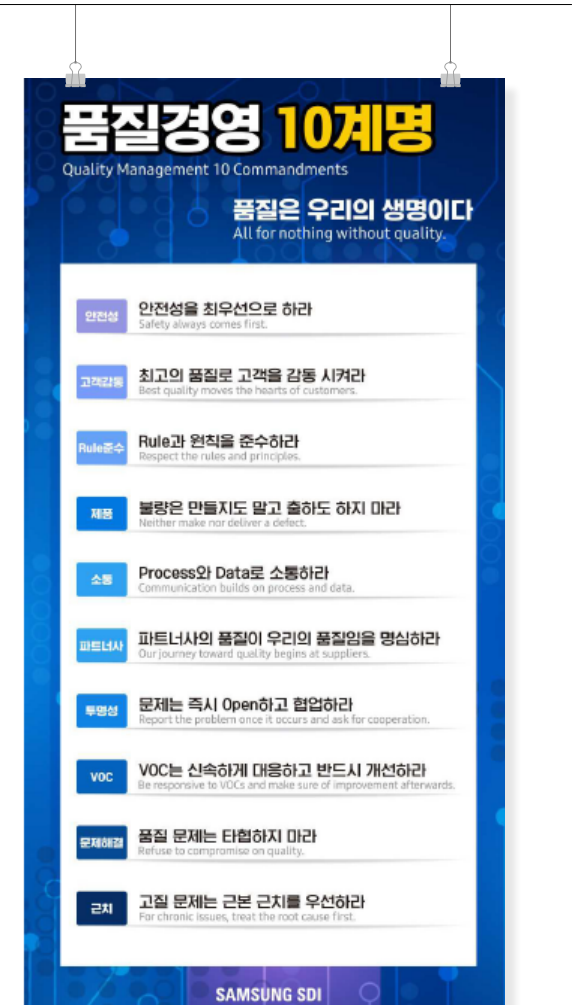 품질경영 10계명
Quality Management 10 Commandments
품질은 우리의 생명이다
All for nothing without quality.
안전성
안전성을 최우선으로 하라
Safety always comes first.
고객감동
최고의 품질로 고객을 감동 시켜라
Best quality moves the hearts of customers.
Rule준수
Rule과 원칙을 준수하라
Respect the rules and principles.
제품
불량은 만들지도 말고 출하도 하지 마라
Neither make nor deliver a defect.
소통
Process와 Data로 소통하라
Communication builds on process and data.
파트너사
파트너사의 품질이 우리의 품질임을 명심하라
Our journey toward quality begins at suppliers.
투명성
문제는 즉시 Open하고 협업하라
Report the problem once it occurs and ask for cooperation.
VOC
VOC는 신속하게 대응하고 반드시 개선하라
Be responsive to VOCs and make sure of improvement afterwards.
문제해결
품질 문제는 타협하지 마라
Refuse to compromise on quality.
근치
고질 문제는 근본 근치를 우선하라
For chronic issues, treat the root cause first.
SAMSUNG SDI